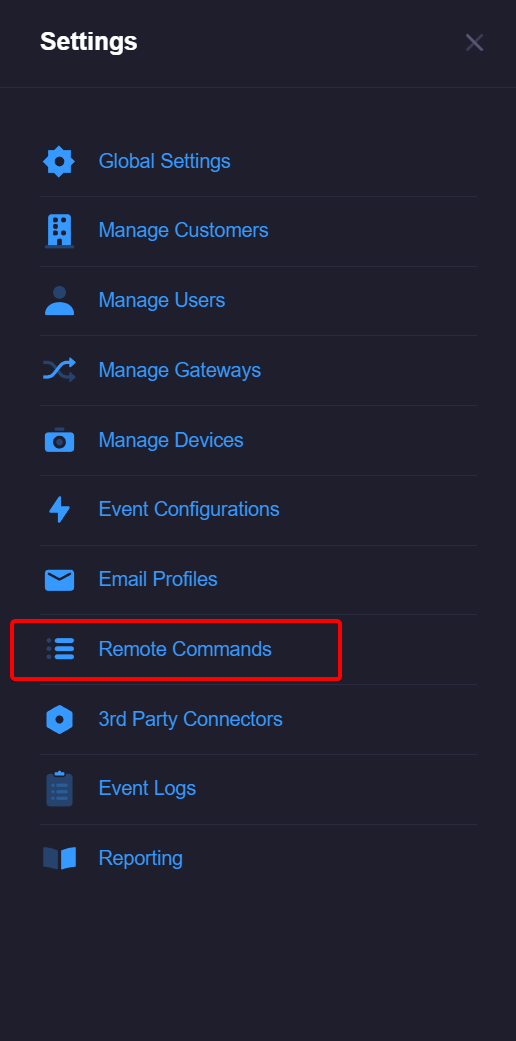 Settings
Global Settings
Manage Customers
Manage Users
Manage Gateways
Manage Devices
Event Configurations
Email Profiles
Remote Commands
3rd Party Connectors
Event Logs
Reporting